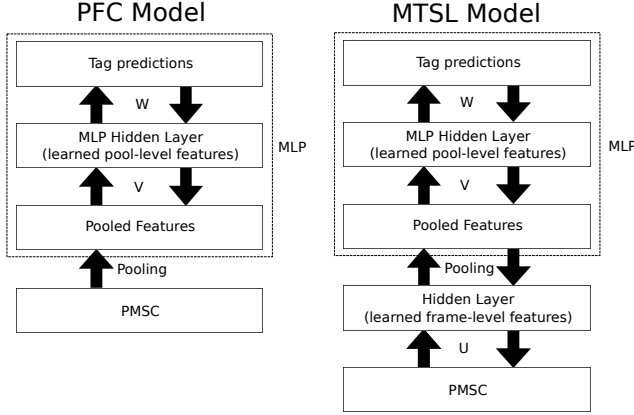 PFC Model
Tag predictions
W
MLP Hidden Layer
(learned pool-level features)
MLP
V
Pooled Features
Pooling
PMSC
MTSL Model
Tag predictions
W
MLP Hidden Layer
(learned pool-level features)
MLP
V
Pooled Features
Pooling
Hidden Layer
(learned frame-level features)
U
PMSC